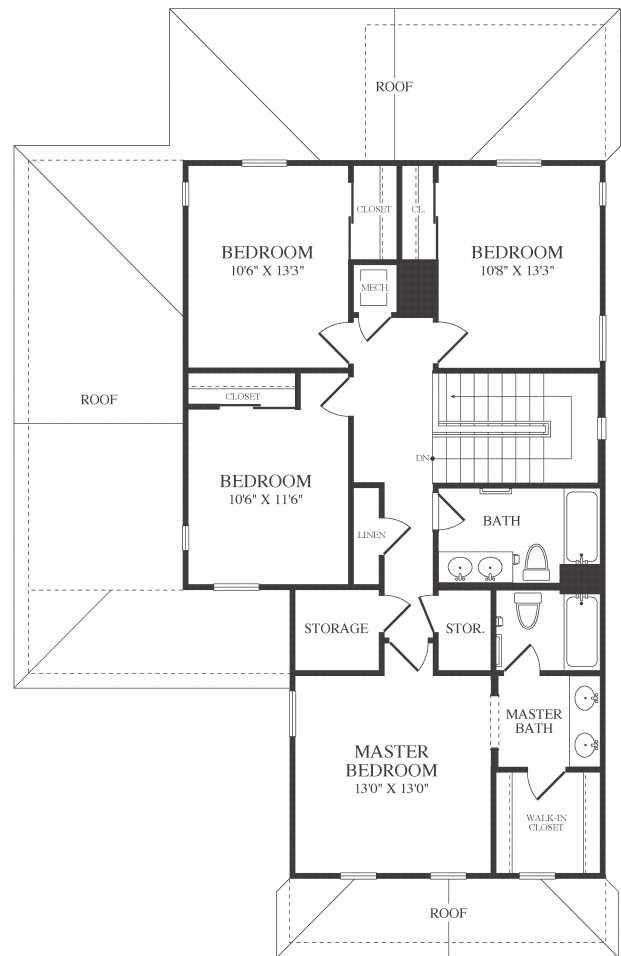 ROOF
CLOSET
CL.
BEDROOM
10'6" X 13'3"
BEDROOM
10'8" X 13'3"
MECH.
CLOSET
ROOF
DN
BEDROOM
10'6" X 11'6"
BATH
LINEN
STORAGE
STOR.
MASTER
BATH
MASTER
BEDROOM
13'0" X 13'0"
WALK-IN
CLOSET
ROOF